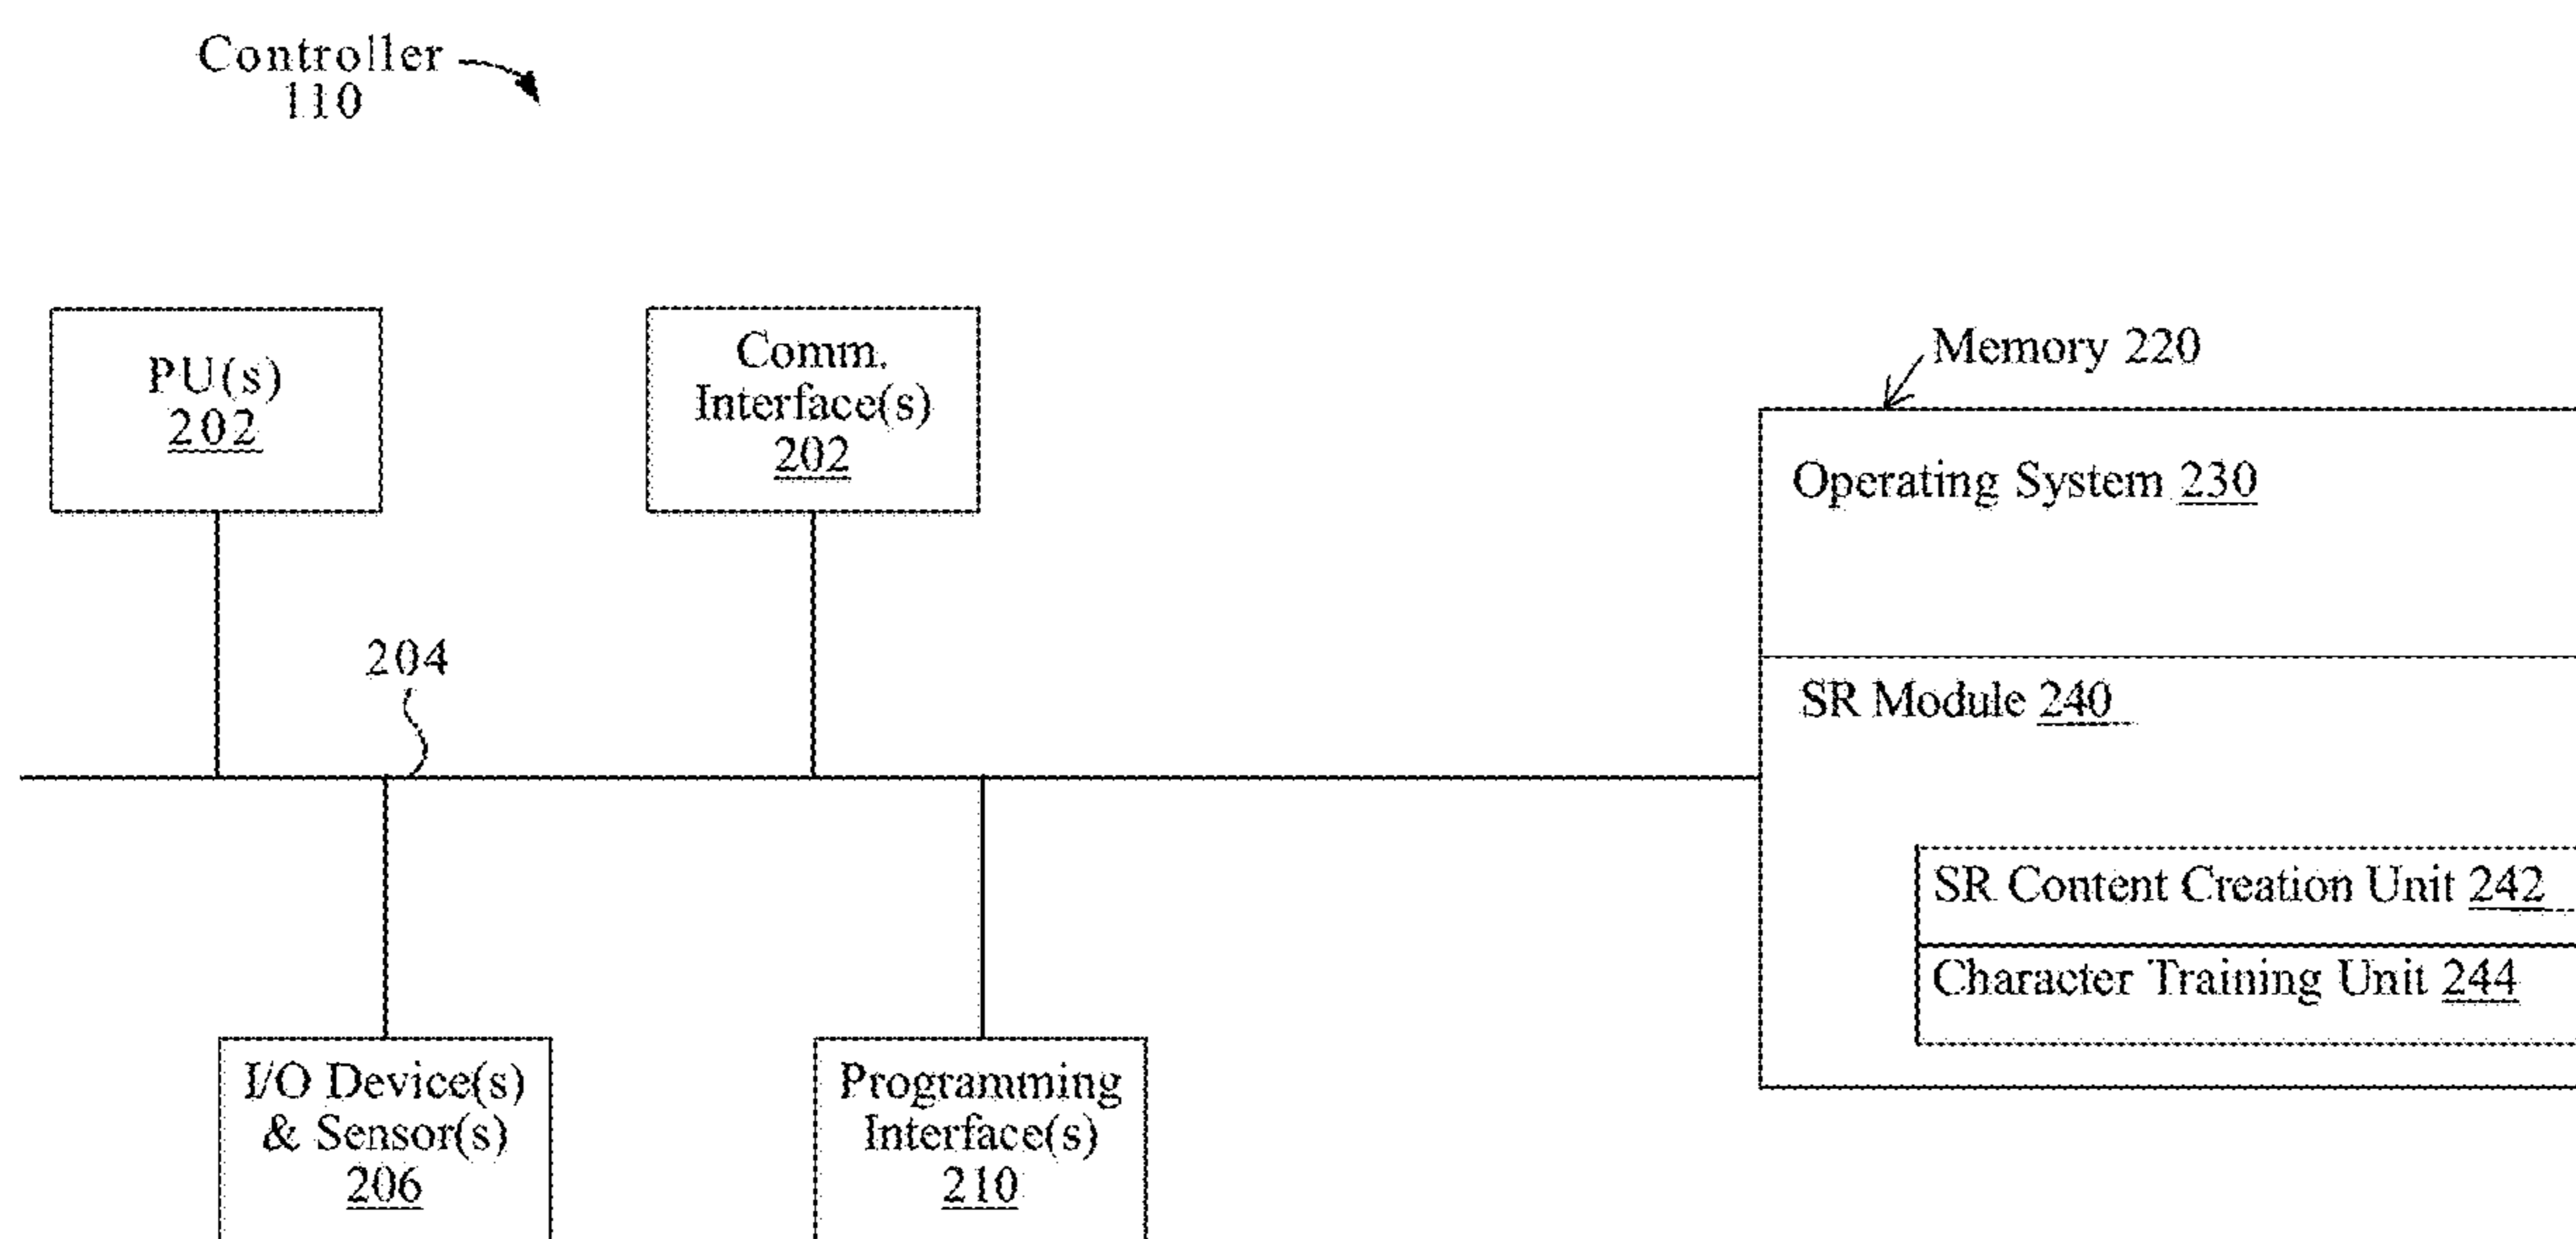 Controller
110
PU(s)
202
Comm.
Interface(s)
202
Memory 220
Operating System 230
204
SR Module 240
SR Content Creation Unit 242
Character Training Unit 244
I/O Device(s)
& Sensor(s)
206
Programming
Interface(s)
210